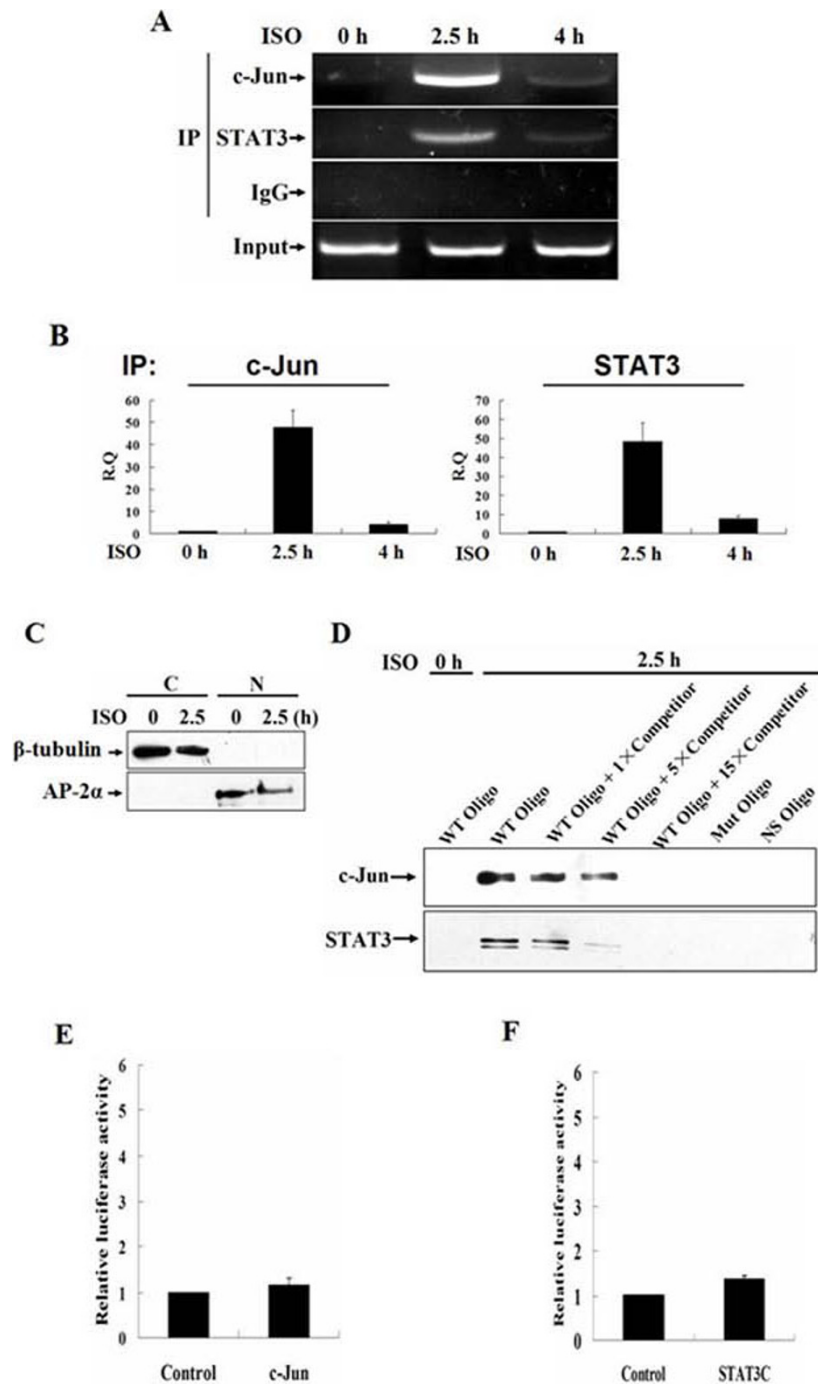 A
ISO 0 h 2.5 h 4 h
c-Jun
IP STAT3
IgG
Input
B
IP: c-Jun STAT3
R.Q
60
50
40
30
20
10
0
ISO 0 h 2.5 h 4 h
R.Q
70
60
50
40
30
20
10
0
ISO 0 h 2.5 h 4 h
C
C N
ISO 0 2.5 0 2.5 (h)
β-tubulin
AP-2α
D
ISO 0 h 2.5 h
WT Oligo
WT Oligo
WT Oligo + 1×Competitor
WT Oligo + 5×Competitor
WT Oligo + 15×Competitor
Mut Oligo
NS Oligo
c-Jun
STAT3
E
Relative luciferase activity
6
5
4
3
2
1
0
Control c-Jun
F
Relative luciferase activity
6
5
4
3
2
1
0
Control STAT3C